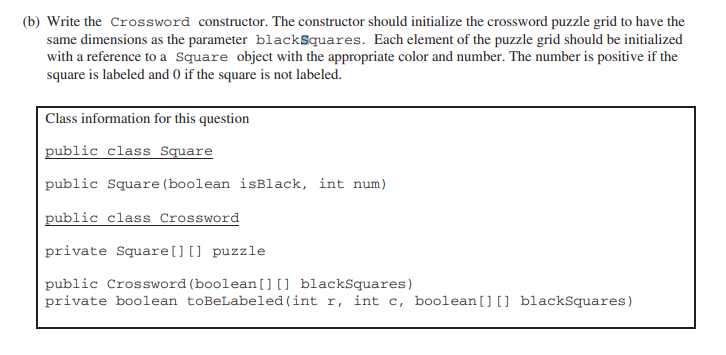 (b) Write the Crossword constructor. The constructor should initialize the crossword puzzle grid to have the
same dimensions as the parameter blackSquares. Each element of the puzzle grid should be initialized
with a reference to a Square object with the appropriate color and number. The number is positive if the
square is labeled and 0 if the square is not labeled.
Class information for this question
public class Square
public Square(boolean isBlack, int num)
public class Crossword
private Square[][] puzzle
public Crossword(boolean[][] blackSquares)
private boolean toBeLabeled(int r, int c, boolean[][] blackSquares)